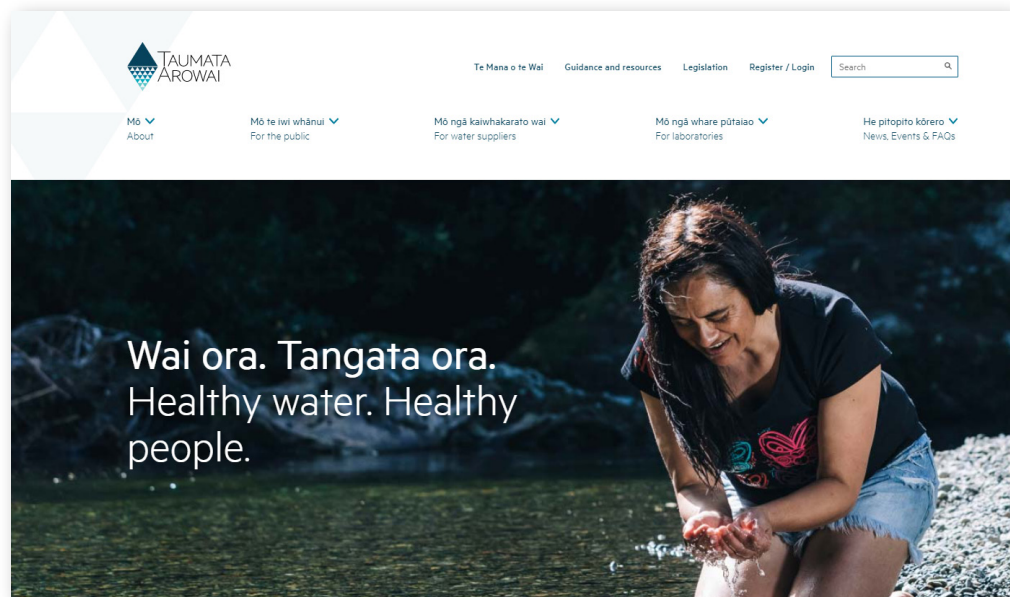 TAUMATA
AROWAI
Te Mana o te Wai Guidance and resources Legislation Register / Login Search
Mō Mō te iwi whānui Mō ngā kaiwhakarato wai Mō ngā whare pūtaiao He pitopito kōrero
About For the public For water suppliers For laboratories News, Events & FAQs
Wai ora. Tangata ora.
Healthy water. Healthy
people.